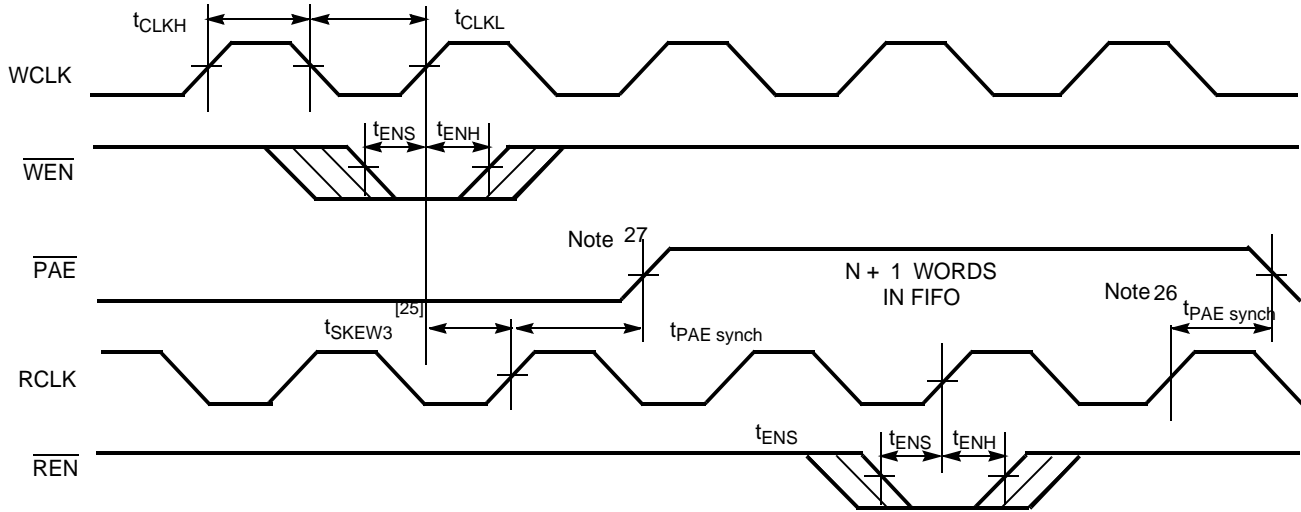 tCLKH
tCLKL
WCLK
tENS
tENH
WEN
Note 27
PAE
N + 1 WORDS
IN FIFO
Note 26
[25]
tSKEW3
tPAE synch
tPAE synch
RCLK
tENS
tENS
tENH
REN